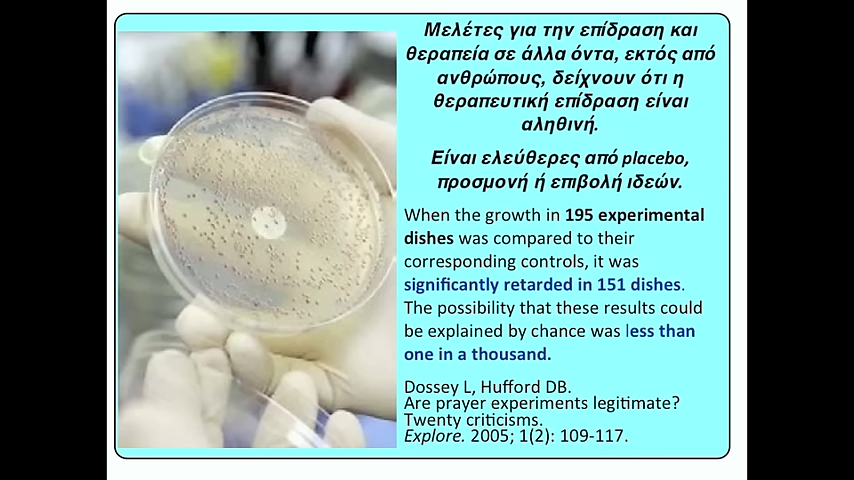 Μελέτες για την επίδραση και
θεραπεία σε άλλα όντα, εκτός από
ανθρώπους, δείχνουν ότι η
θεραπευτική επίδραση είναι
αληθινή.
Είναι ελεύθερες από placebo,
προσμονή ή επιβολή ιδεών.
When the growth in 195 experimental
dishes was compared to their
corresponding controls, it was
significantly retarded in 151 dishes.
The possibility that these results could
be explained by chance was less than
one in a thousand.
Dossey L, Hufford DB.
Are prayer experiments legitimate?
Twenty criticisms.
Explore. 2005; 1(2): 109-117.